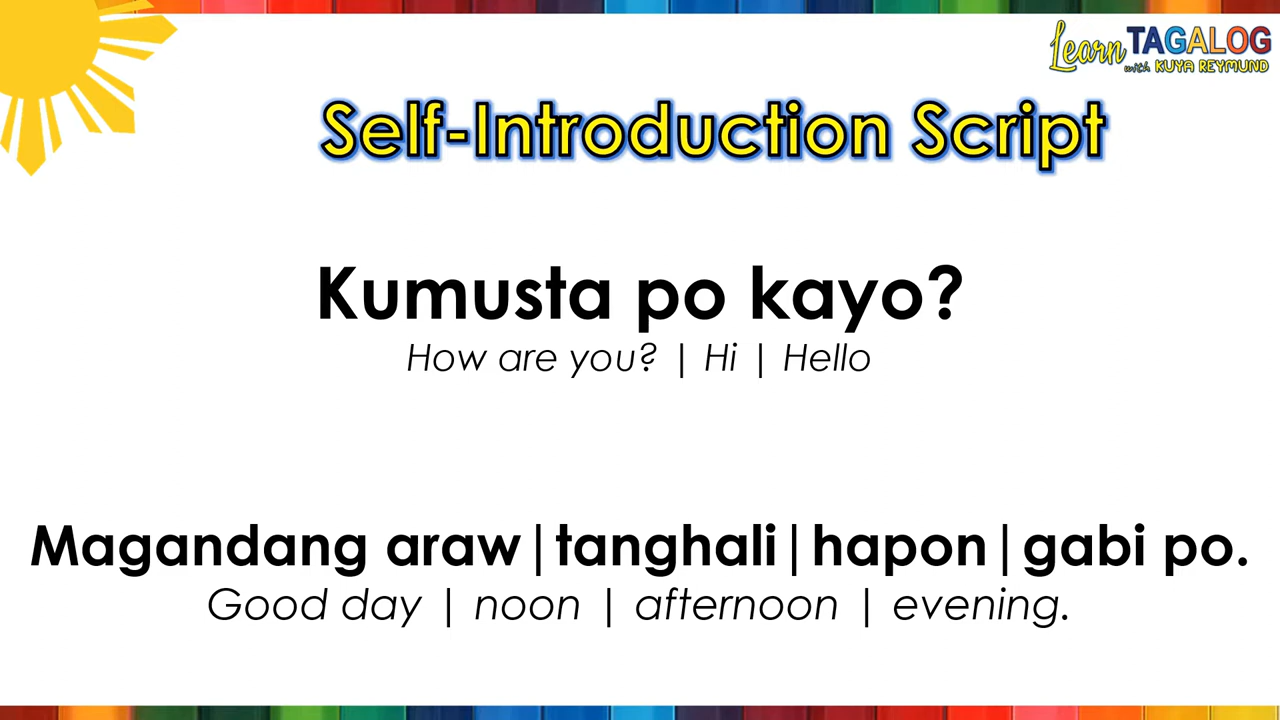 Learn TAGALOG
with KUYA REYMUND
Self-Introduction Script
Kumusta po kayo?
How are you? | Hi | Hello
Magandang araw|tanghali|hapon|gabi po.
Good day | noon | afternoon | evening.